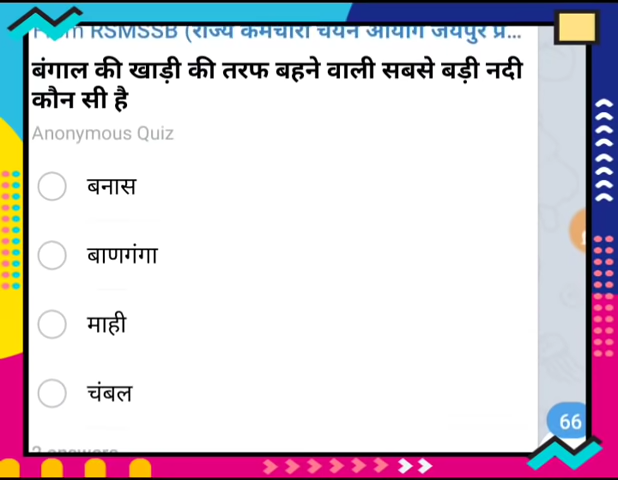 RSMSSB (राज्य कर्मचारी चयन आयोग जयपुर प्र...
बंगाल की खाड़ी की तरफ बहने वाली सबसे बड़ी नदी
कौन सी है
Anonymous Quiz
बनास
बाणगंगा
माही
चंबल
66